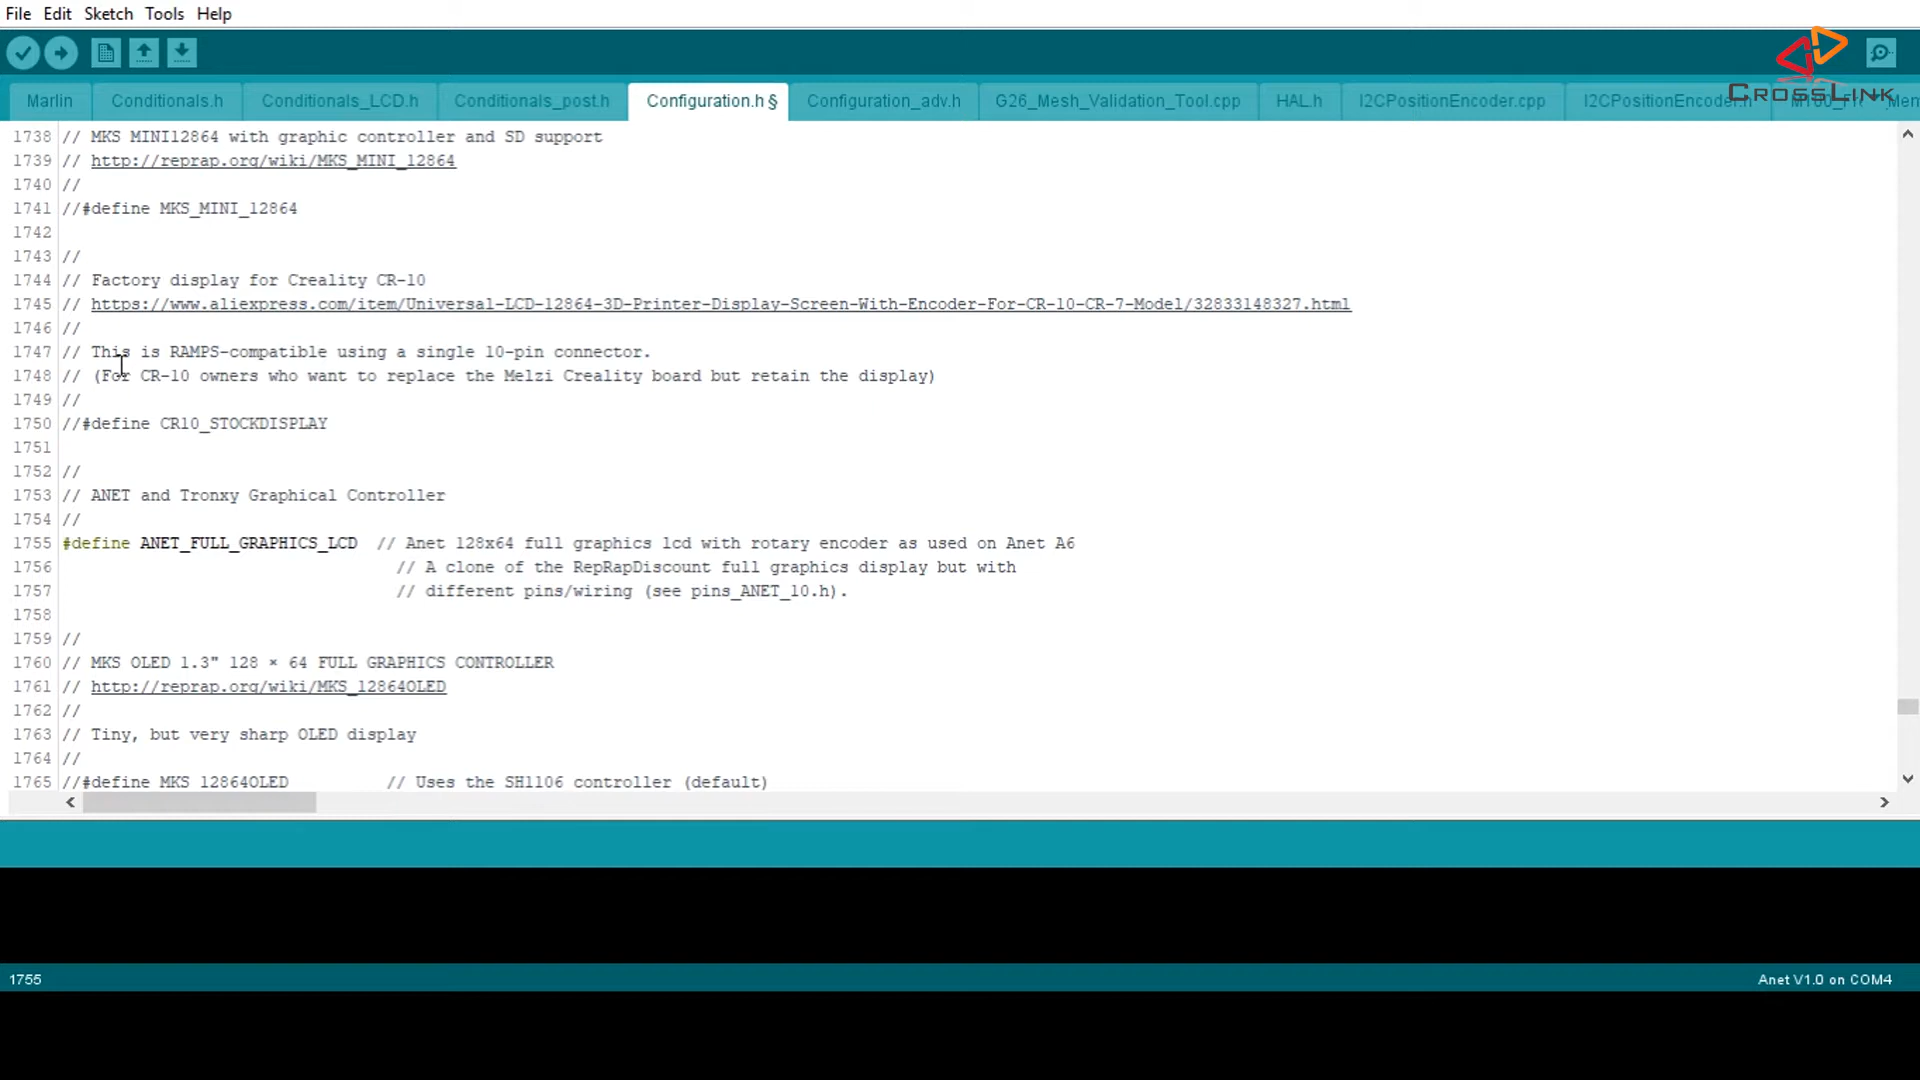 File Edit Sketch Tools Help
CROSSLINK
Marlin Conditionals.h Conditionals_LCD.h Conditionals_post.h Configuration.h § Configuration_adv.h G26_Mesh_Validation_Tool.cpp HAL.h I2CPositionEncoder.cpp I2CPositionEncoder.h
1738 // MKS MINI12864 with graphic controller and SD support
1739 // http://reprap.org/wiki/MKS_MINI_12864
1740 //
1741 //#define MKS_MINI_12864
1742
1743 //
1744 // Factory display for Creality CR-10
1745 // https://www.aliexpress.com/item/Universal-LCD-12864-3D-Printer-Display-Screen-With-Encoder-For-CR-10-CR-7-Model/32833148327.html
1746 //
1747 // This is RAMPS-compatible using a single 10-pin connector.
1748 // (For CR-10 owners who want to replace the Melzi Creality board but retain the display)
1749 //
1750 //#define CR10_STOCKDISPLAY
1751
1752 //
1753 // ANET and Tronxy Graphical Controller
1754 //
1755 #define ANET_FULL_GRAPHICS_LCD // Anet 128x64 full graphics lcd with rotary encoder as used on Anet A6
1756 // A clone of the RepRapDiscount full graphics display but with
1757 // different pins/wiring (see pins_ANET_10.h).
1758
1759 //
1760 // MKS OLED 1.3" 128 × 64 FULL GRAPHICS CONTROLLER
1761 // http://reprap.org/wiki/MKS_12864OLED
1762 //
1763 // Tiny, but very sharp OLED display
1764 //
1765 //#define MKS_12864OLED // Uses the SH1106 controller (default)
1755 Anet V1.0 on COM4